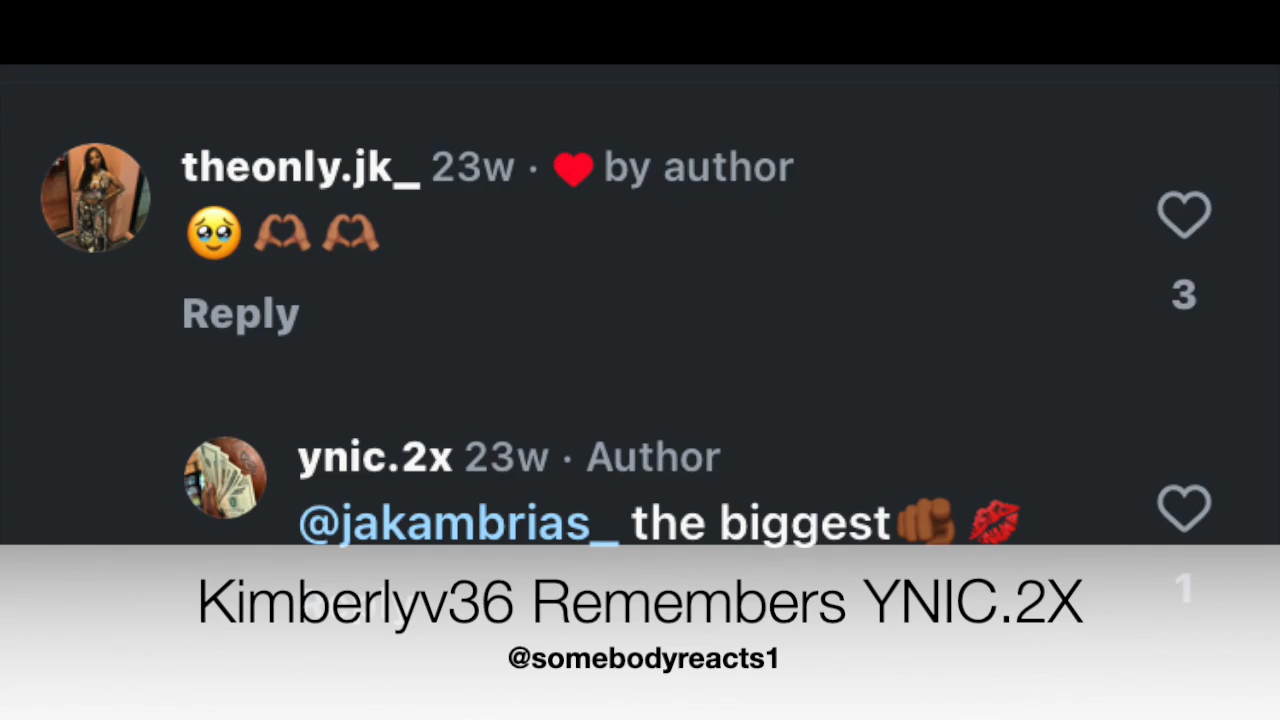 theonly.jk_ 23w · ❤️ by author
🥹🫶🏽🫶🏽
3
Reply
ynic.2x 23w · Author
@jakambrias_ the biggest🫵🏾💋
1
Kimberlyv36 Remembers YNIC.2X
@somebodyreacts1